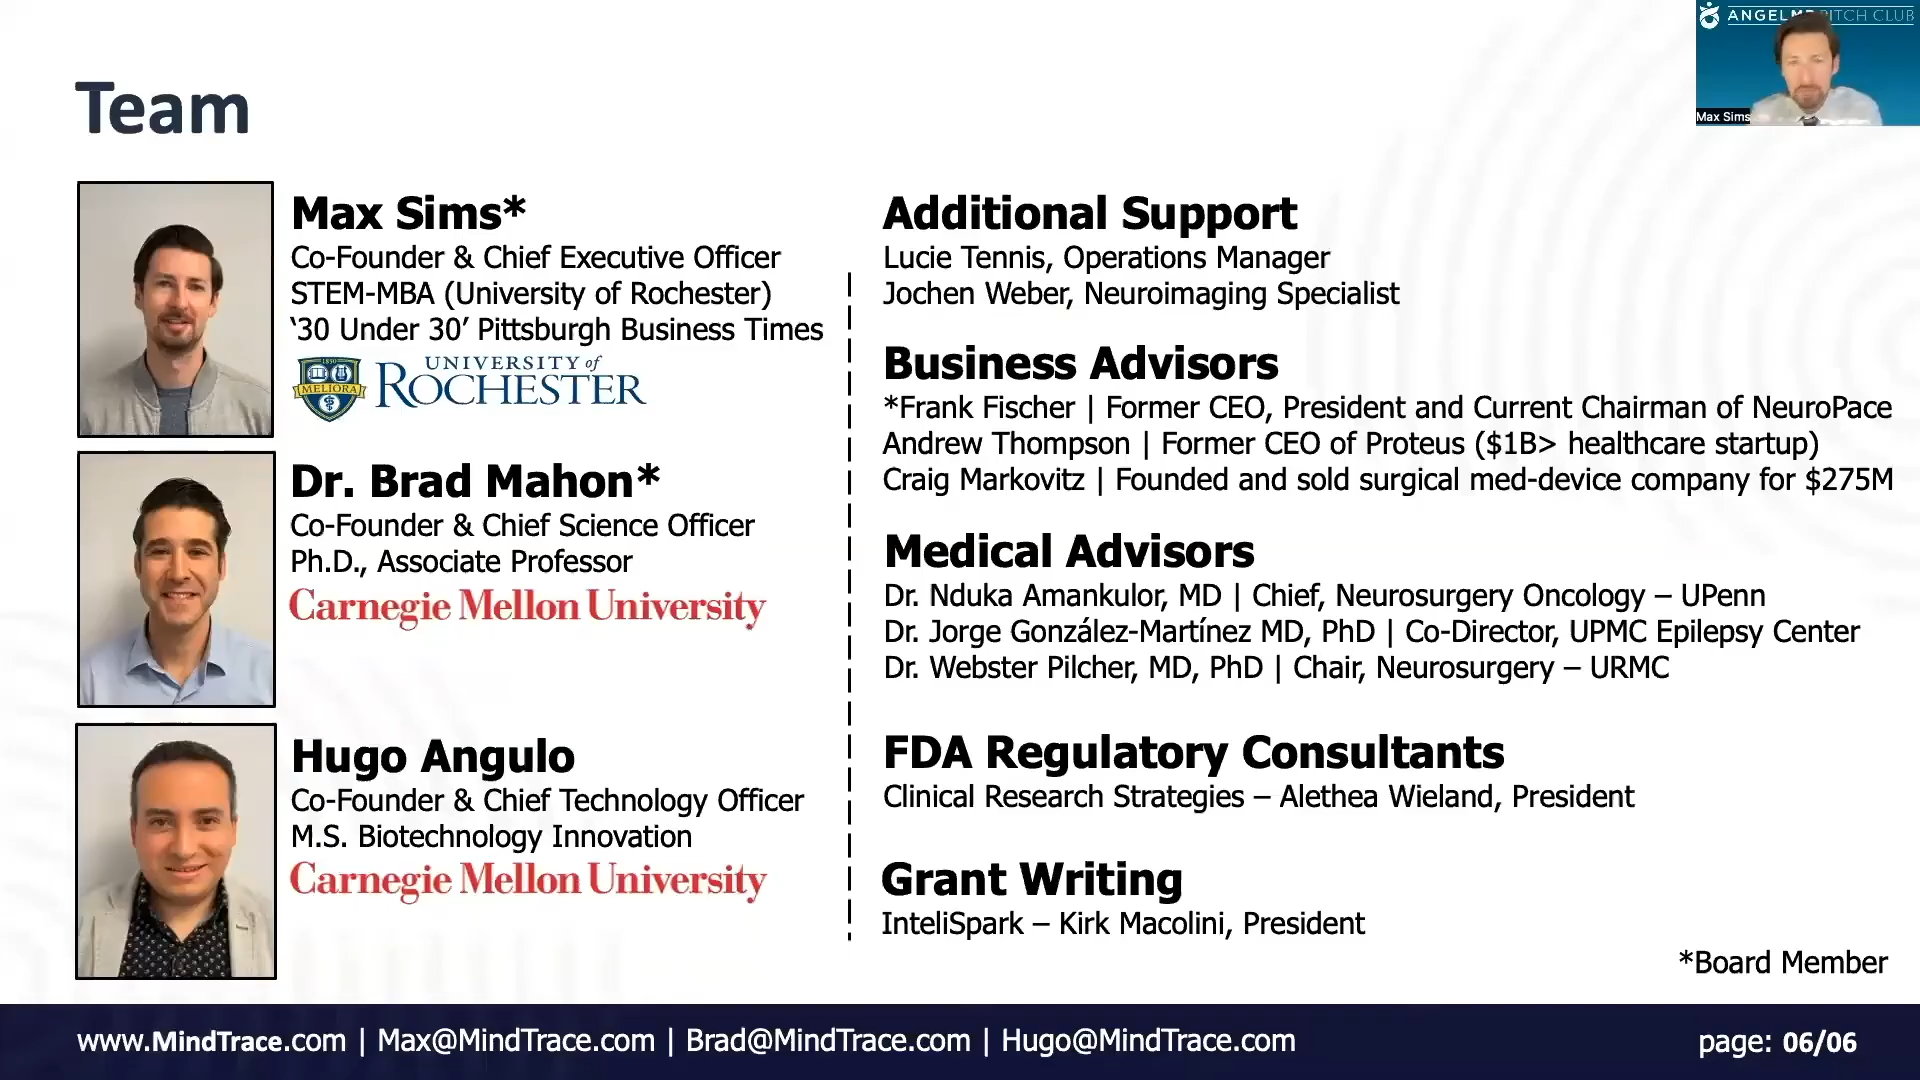 Team
Max Sims*
Co-Founder & Chief Executive Officer
STEM-MBA (University of Rochester)
‘30 Under 30’ Pittsburgh Business Times
1850
MELIORA
UNIVERSITY of
ROCHESTER
Dr. Brad Mahon*
Co-Founder & Chief Science Officer
Ph.D., Associate Professor
Carnegie Mellon University
Hugo Angulo
Co-Founder & Chief Technology Officer
M.S. Biotechnology Innovation
Carnegie Mellon University
Additional Support
Lucie Tennis, Operations Manager
Jochen Weber, Neuroimaging Specialist
Business Advisors
*Frank Fischer | Former CEO, President and Current Chairman of NeuroPace
Andrew Thompson | Former CEO of Proteus ($1B> healthcare startup)
Craig Markovitz | Founded and sold surgical med-device company for $275M
Medical Advisors
Dr. Nduka Amankulor, MD | Chief, Neurosurgery Oncology – UPenn
Dr. Jorge González-Martínez MD, PhD | Co-Director, UPMC Epilepsy Center
Dr. Webster Pilcher, MD, PhD | Chair, Neurosurgery – URMC
FDA Regulatory Consultants
Clinical Research Strategies – Alethea Wieland, President
Grant Writing
InteliSpark – Kirk Macolini, President
*Board Member
www.MindTrace.com | Max@MindTrace.com | Brad@MindTrace.com | Hugo@MindTrace.com
page: 06/06
CLUB
Max Sims